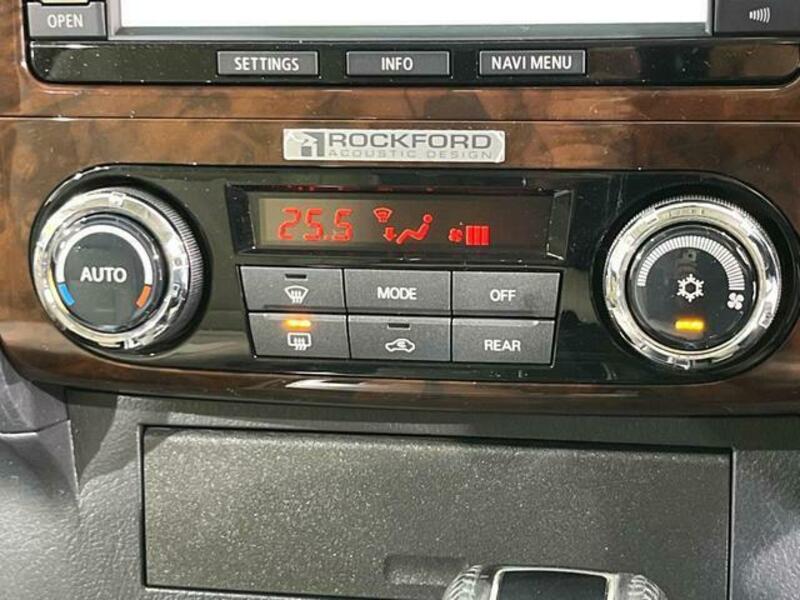 OPEN
SETTINGS
INFO
NAVI MENU
ROCKFORD
ACOUSTIC DESIGN
25.5
AUTO
MODE
OFF
REAR